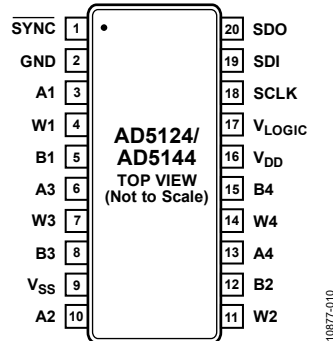 SYNC 1
GND 2
A1 3
W1 4
B1 5
A3 6
W3 7
B3 8
VSS 9
A2 10
AD5124/
AD5144
TOP VIEW
(Not to Scale)
20 SDO
19 SDI
18 SCLK
17 VLOGIC
16 VDD
15 B4
14 W4
13 A4
12 B2
11 W2
10877-010